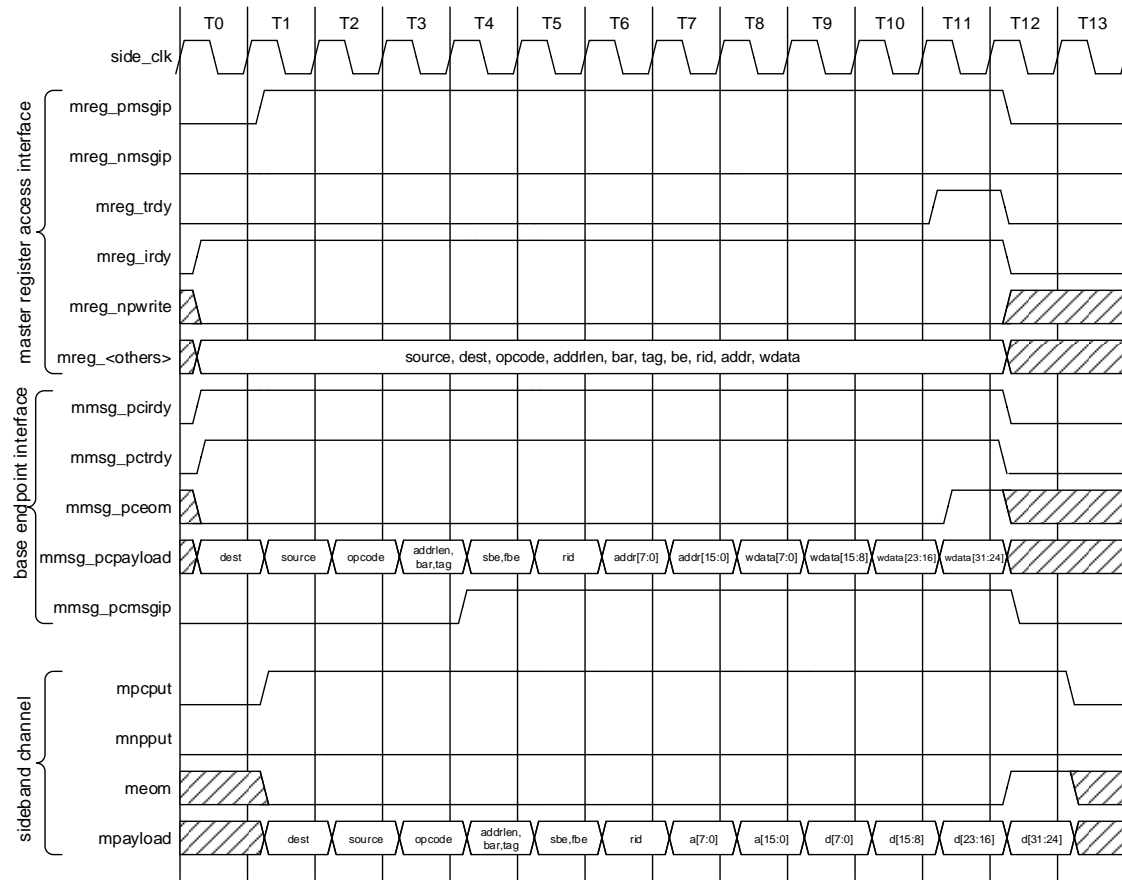 T0 T1 T2 T3 T4 T5 T6 T7 T8 T9 T10 T11 T12 T13
side_clk
master register access interface
mreg_pmsgip
mreg_nmsgip
mreg_trdy
mreg_irdy
mreg_npwrite
mreg_<others> source, dest, opcode, addrlen, bar, tag, be, rid, addr, wdata
base endpoint interface
mmsg_pcirdy
mmsg_pctrdy
mmsg_pceom
mmsg_pcpayload dest source opcode addrlen, bar,tag sbe,fbe rid addr[7:0] addr[15:0] wdata[7:0] wdata[15:8] wdata[23:16] wdata[31:24]
mmsg_pcmsgip
sideband channel
mpcput
mnpput
meom
mpayload dest source opcode addrlen, bar,tag sbe,fbe rid a[7:0] a[15:0] d[7:0] d[15:8] d[23:16] d[31:24]